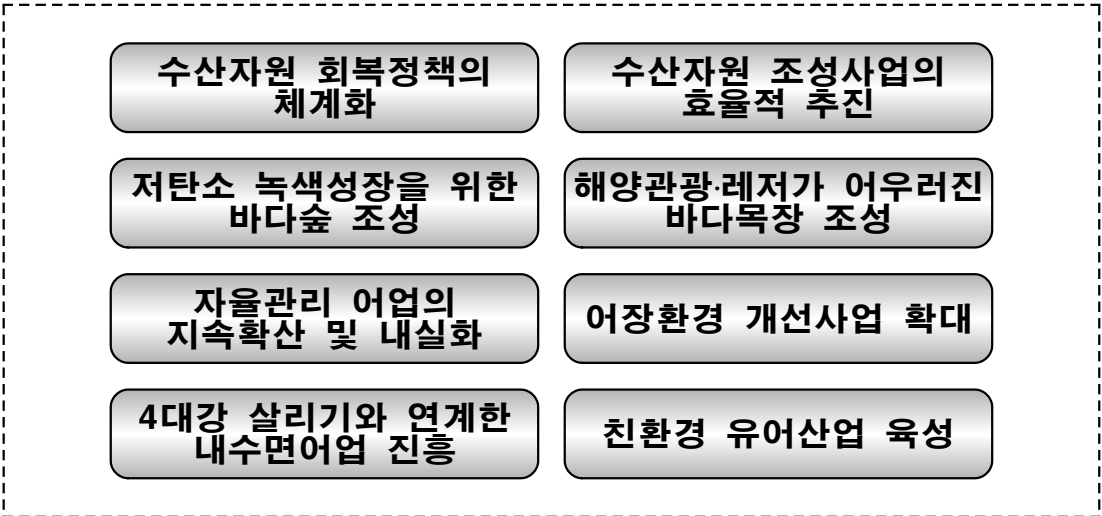 수산자원 회복정책의
체계화
수산자원 조성사업의
효율적 추진
저탄소 녹색성장을 위한
바다숲 조성
해양관광·레저가 어우러진
바다목장 조성
자율관리 어업의
지속확산 및 내실화
어장환경 개선사업 확대
4대강 살리기와 연계한
내수면어업 진흥
친환경 유어산업 육성